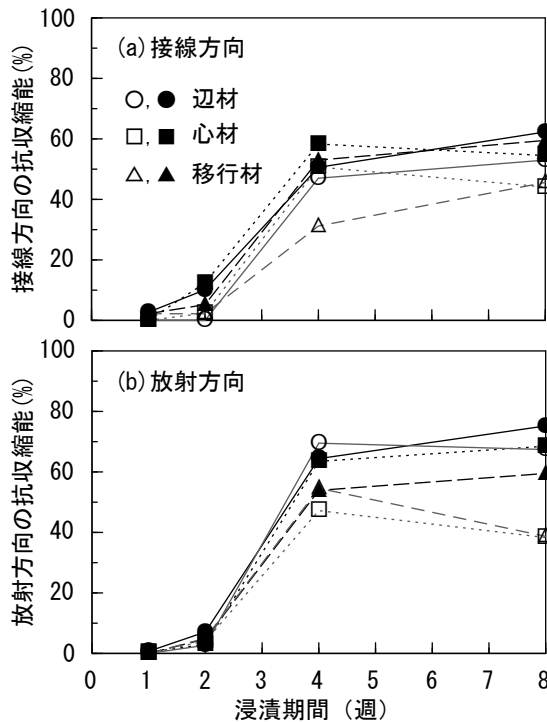 100
(a) 接線方向
80
○, ● 辺材
□, ■ 心材
60
△, ▲ 移行材
40
20
0
接線方向の抗収縮能(%)
100
(b) 放射方向
80
60
40
20
0
放射方向の抗収縮能(%)
0 1 2 3 4 5 6 7 8
浸漬期間(週)